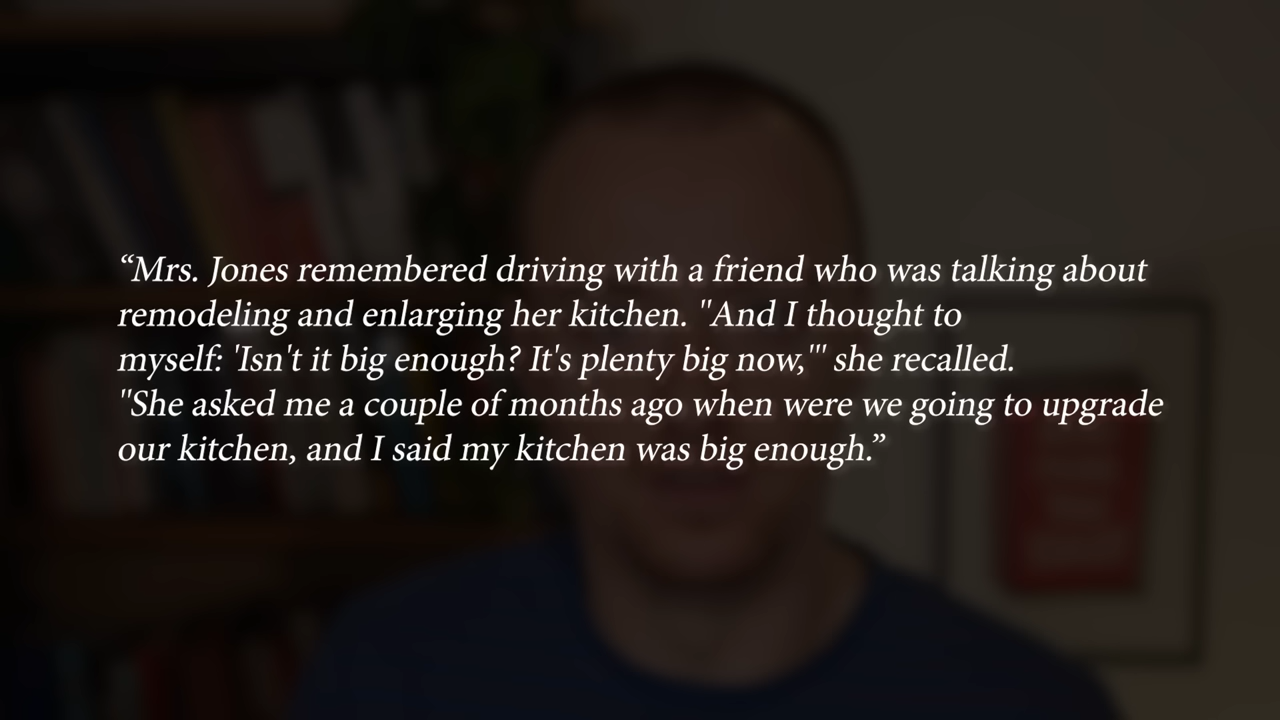 “Mrs. Jones remembered driving with a friend who was talking about
remodeling and enlarging her kitchen. "And I thought to
myself: 'Isn't it big enough? It's plenty big now,'" she recalled.
"She asked me a couple of months ago when were we going to upgrade
our kitchen, and I said my kitchen was big enough.”